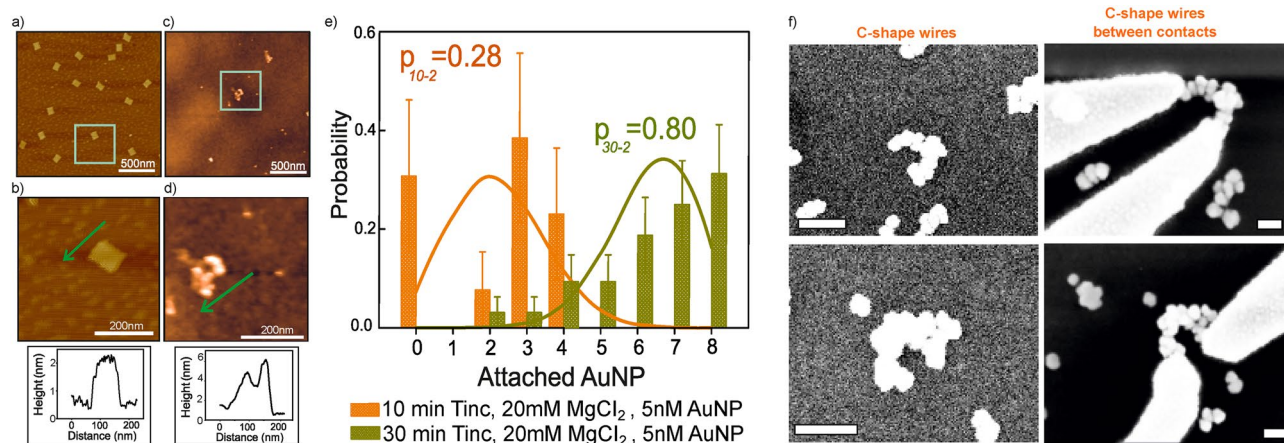 a)
500nm
c)
500nm
b)
200nm
d)
200nm
Height (nm)
2
1
0
0 100 200
Distance (nm)
Height (nm)
6
4
2
0
0 100 200
Distance (nm)
e)
Probability
0.6
0.4
0.2
0.0
p10-2=0.28
p30-2=0.80
0 1 2 3 4 5 6 7 8
Attached AuNP
10 min Tinc, 20mM MgCl2 , 5nM AuNP
30 min Tinc, 20mM MgCl2 , 5nM AuNP
f)
C-shape wires
C-shape wires
between contacts